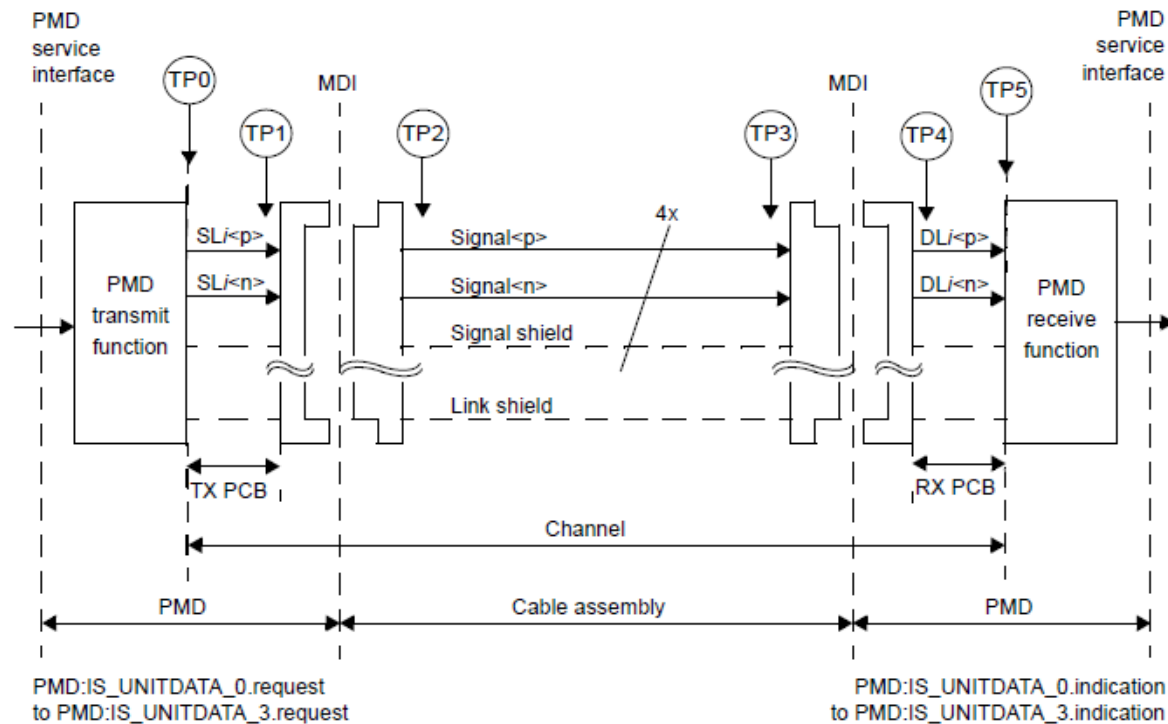 PMD
service
interface
PMD
service
interface
TP0
MDI
MDI
TP5
TP1
TP2
TP3
TP4
4x
SLi<p>
Signal<p>
DLi<p>
SLi<n>
Signal<n>
DLi<n>
PMD
transmit
function
Signal shield
PMD
receive
function
Link shield
TX PCB
RX PCB
Channel
PMD
Cable assembly
PMD
PMD:IS_UNITDATA_0.request
to PMD:IS_UNITDATA_3.request
PMD:IS_UNITDATA_0.indication
to PMD:IS_UNITDATA_3.indication